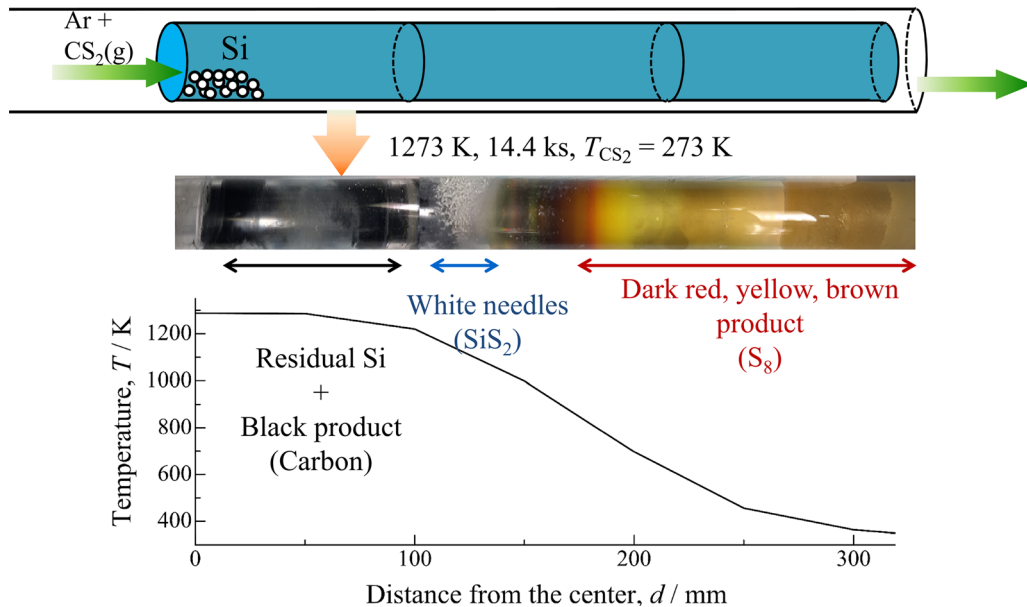 Ar +
CS₂(g)
Si
1273 K, 14.4 ks, T_CS₂ = 273 K
White needles
(SiS₂)
Dark red, yellow, brown
product
(S₈)
Residual Si
+
Black product
(Carbon)
Temperature, T / K
1200
1000
800
600
400
0
100
200
300
Distance from the center, d / mm